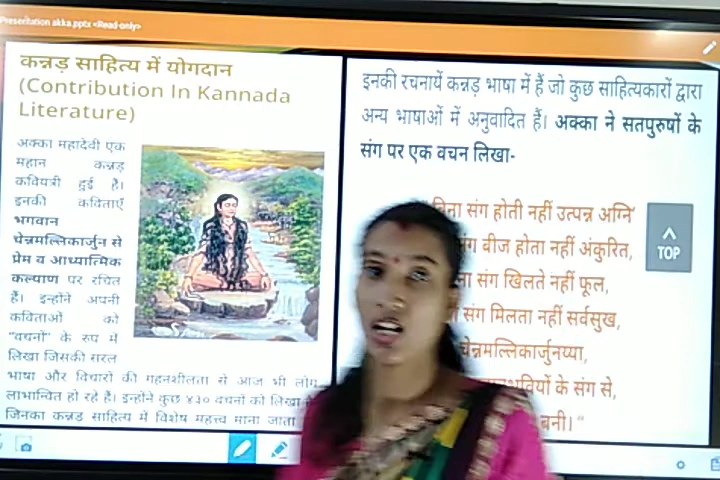 Presentation akka.pptx <Read-only>
कन्नड़ साहित्य में योगदान
(Contribution In Kannada
Literature)
अक्का महादेवी एक
महान कन्नड़
कवियत्री हुई है।
इनकी कविताएँ
भगवान
चेन्नमल्लिकार्जुन से
प्रेम व आध्यात्मिक
कल्याण पर रचित
हैं। इन्होंने अपनी
कविताओं को
"वचनों" के रुप में
लिखा जिसकी सरल
भाषा और विचारों की गहनशीलता से आज भी लोग
लाभान्वित हो रहे हैं। इन्होंने कुछ ४३० वचनों को लिखा
जिनका कन्नड साहित्य में विशेष महत्त्व माना जाता
इनकी रचनायें कन्नड़ भाषा में हैं जो कुछ साहित्यकारों द्वारा
अन्य भाषाओं में अनुवादित हैं। अक्का ने सतपुरुषों के
संग पर एक वचन लिखा-
संग होती नहीं उत्पन्न अग्नि
वीज होता नहीं अंकुरित,
संग खिलते नहीं फूल,
संग मिलता नहीं सर्वसुख,
चेन्नमल्लिकार्जुनय्या,
के संग से,
बनी।"
TOP